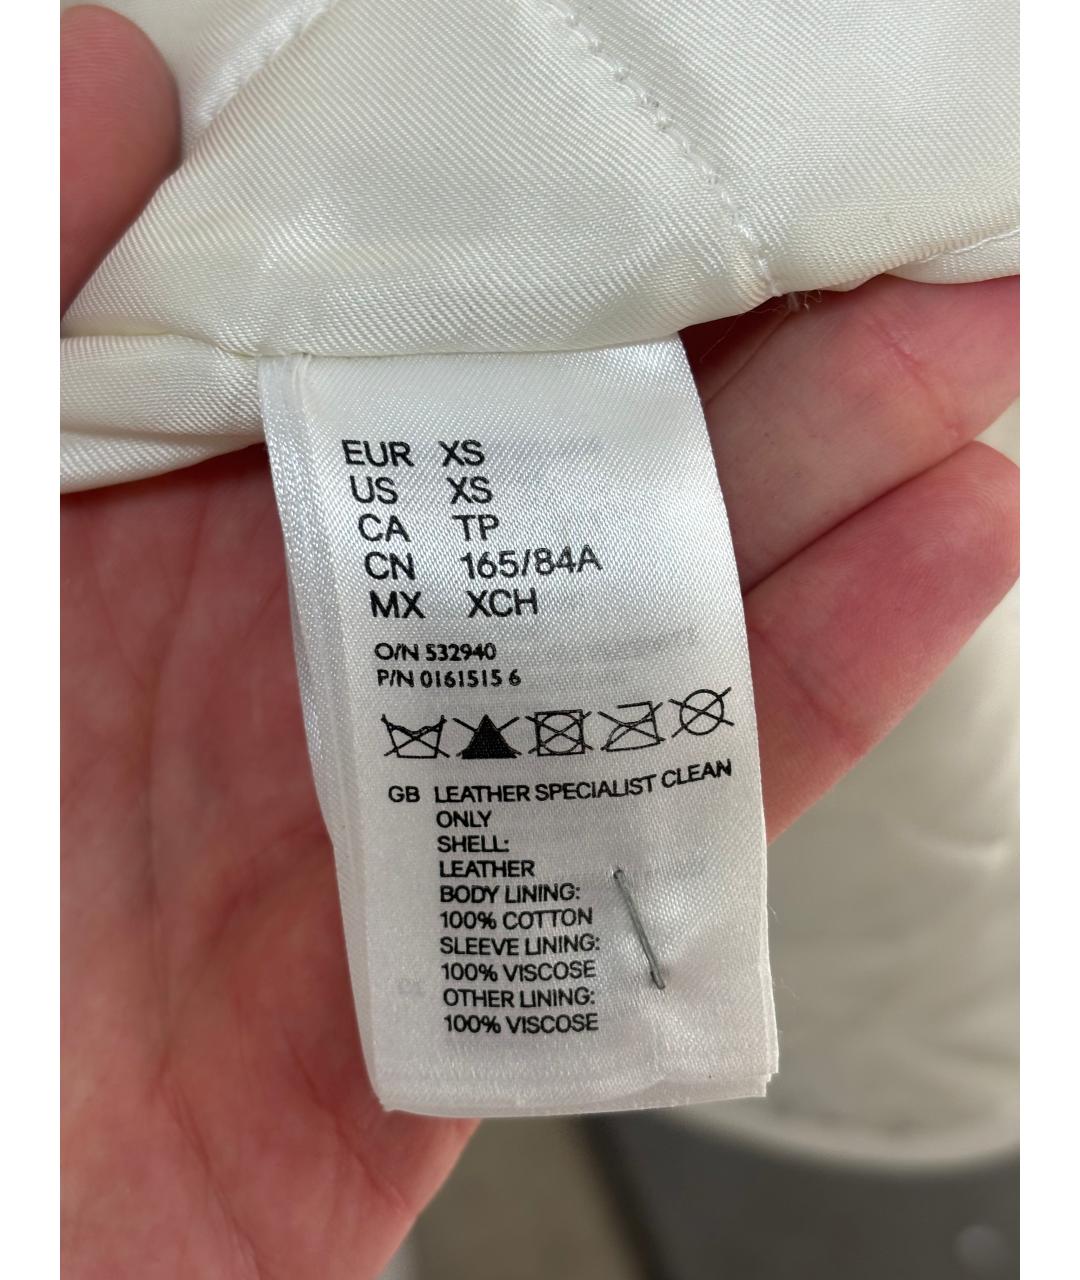 EUR XS
US XS
CA TP
CN 165/84A
MX XCH
O/N 532940
P/N 0161515 6
GB LEATHER SPECIALIST CLEAN
ONLY
SHELL:
LEATHER
BODY LINING:
100% COTTON
SLEEVE LINING:
100% VISCOSE
OTHER LINING:
100% VISCOSE